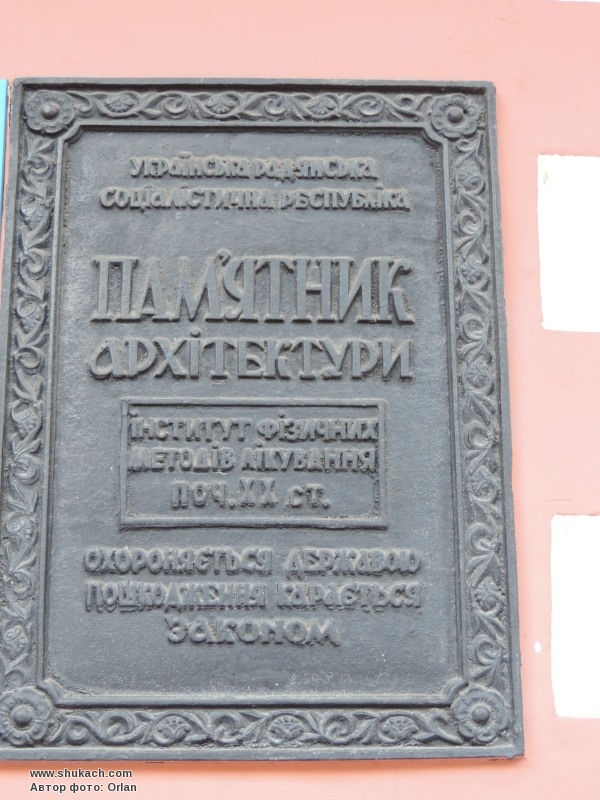 Українська радянська
соціалістична республіка
ПАМ'ЯТНИК
архітектури
Інститут фізичних
методів лікування
поч. XX ст.
Охороняється державою
пошкодження карається
законом
www.shukach.com
Автор фото: Orlan